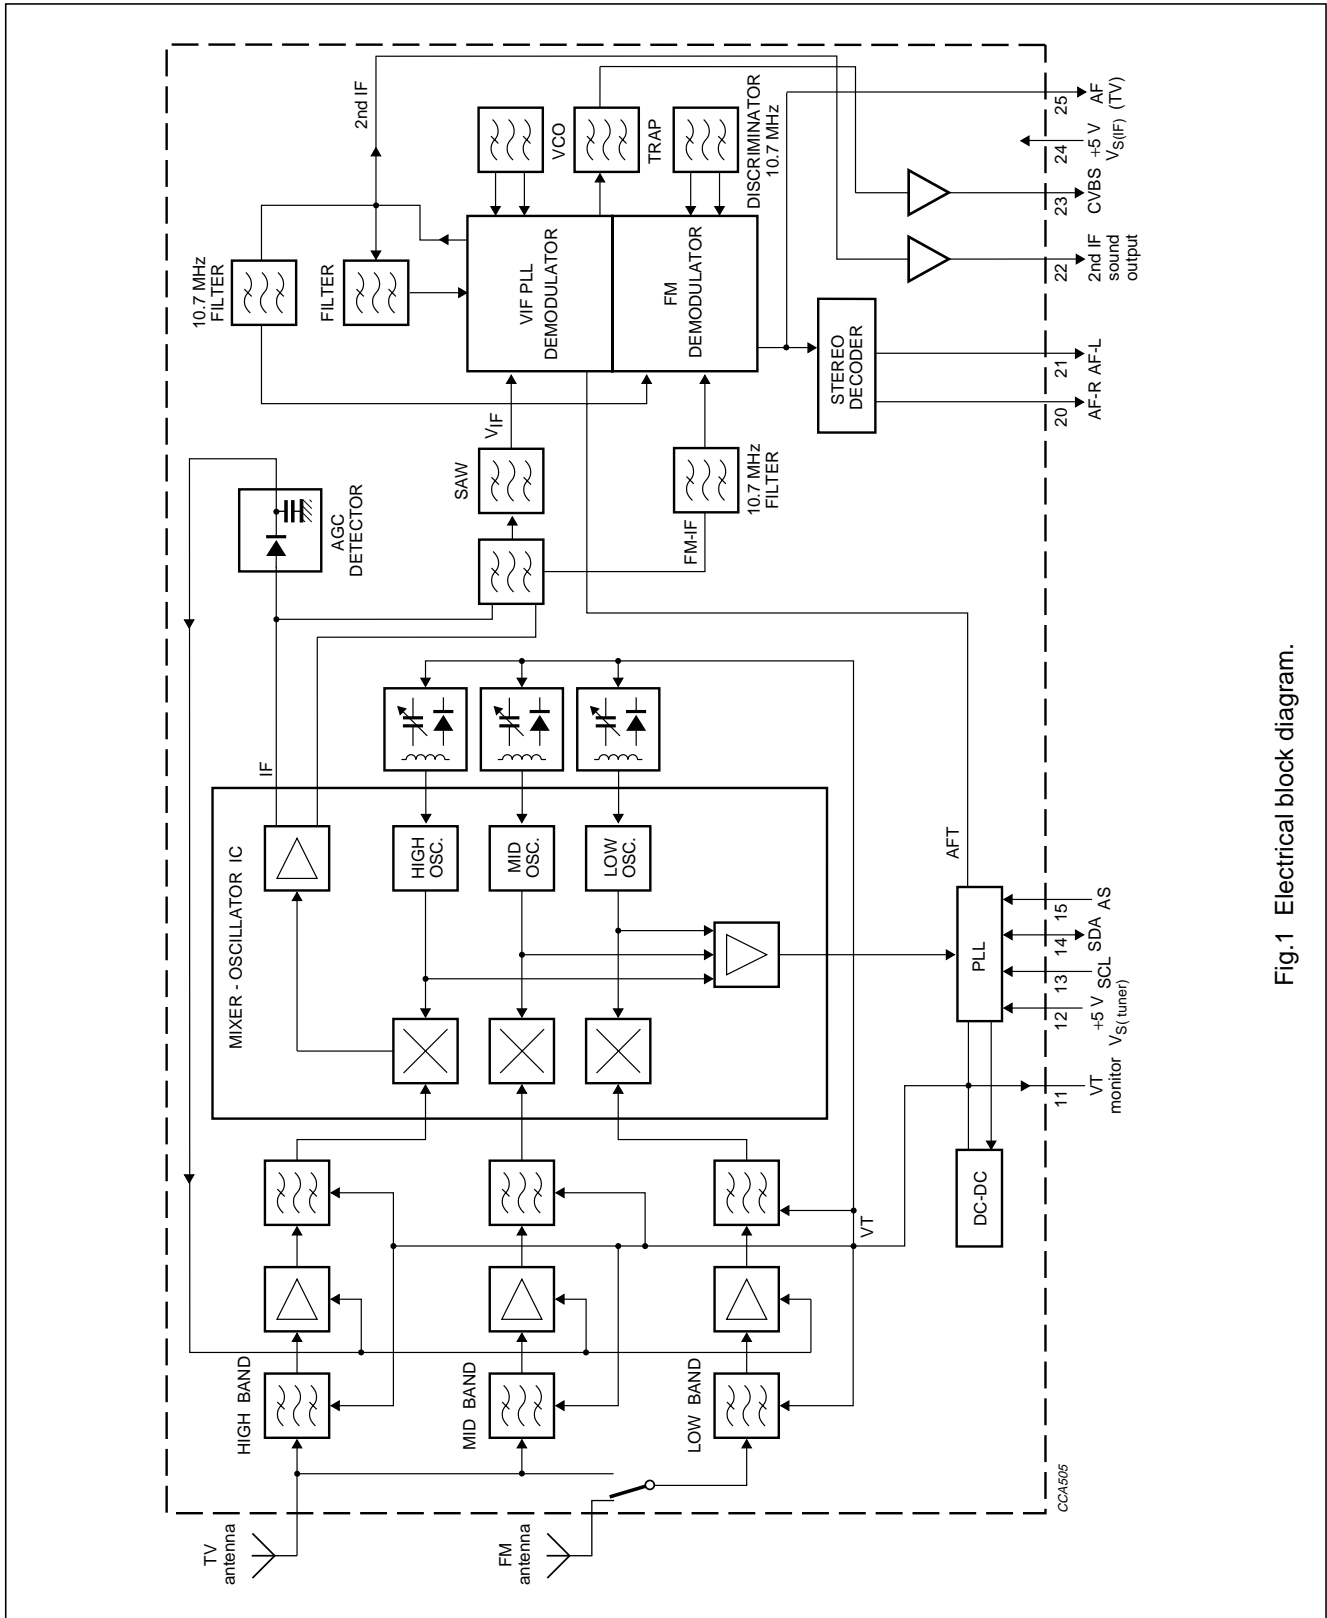 TV
antenna
FM
antenna
HIGH BAND
MID BAND
LOW BAND
MIXER - OSCILLATOR IC
HIGH
OSC.
MID
OSC.
LOW
OSC.
IF
AGC
DETECTOR
SAW
VIF
FM-IF
10.7 MHz
FILTER
10.7 MHz
FILTER
FILTER
2nd IF
VIF PLL
DEMODULATOR
FM
DEMODULATOR
VCO
TRAP
DISCRIMINATOR
10.7 MHz
STEREO
DECODER
VT
DC-DC
PLL
AFT
11
VT
monitor
12
+5 V
VS( tuner)
13
SCL
14
SDA
15
AS
20
AF-R
21
AF-L
22
2nd IF
sound
output
23
CVBS
24
+5 V
VS(IF)
25
AF
(TV)
CCA505
Fig.1 Electrical block diagram.